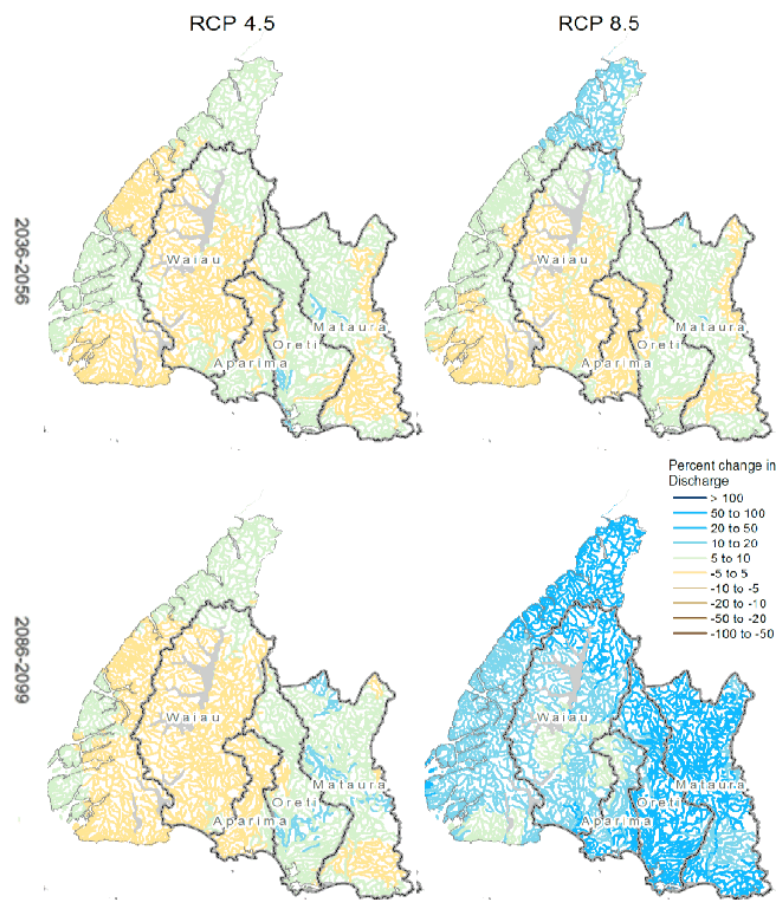 RCP 4.5
RCP 8.5
2036-2056
Waiau
Mataura
Oreti
Aparima
Waiau
Mataura
Oreti
Aparima
Percent change in
Discharge
> 100
50 to 100
20 to 50
10 to 20
5 to 10
-5 to 5
-10 to -5
-20 to -10
-50 to -20
-100 to -50
2086-2099
Waiau
Mataura
Oreti
Aparima
Waiau
Mataura
Oreti
Aparima